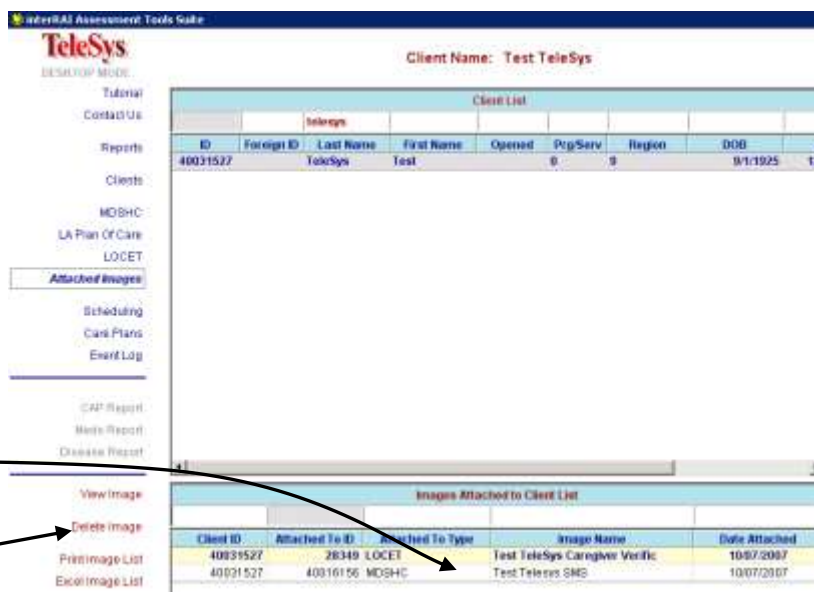 interRAI Assessment Tools Suite
TeleSys
DESKTOP MODE
Client Name: Test TeleSys
Tutorial
Contact Us
Reports
Clients
MDSHC
LA Plan Of Care
LOCET
Attached Images
Scheduling
Care Plans
Event Log
CAP Report
Meds Report
Disease Report
View Image
Delete Image
Print Image List
Excel Image List
Client List
telesys
ID Foreign ID Last Name First Name Opened Prg/Serv Region DOB
40031527 TeleSys Test 0 9 9/1/1925 1
Images Attached to Client List
Client ID Attached To ID Attached To Type Image Name Date Attached
40031527 28349 LOCET Test TeleSys Caregiver Verific 10/07/2007
40031527 40016156 MDSHC Test Telesys SMS 10/07/2007